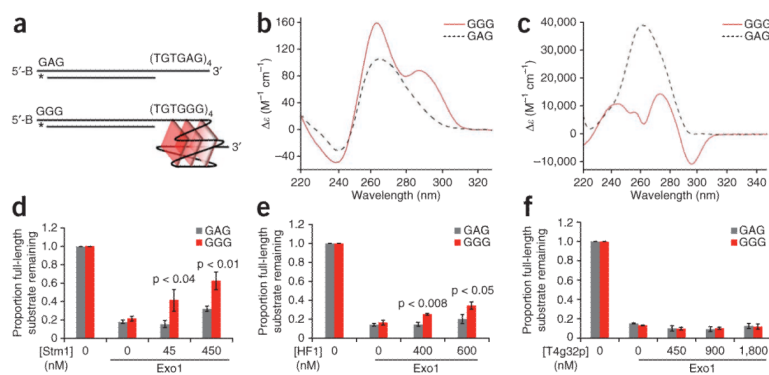 a
GAG
(TGTGAG)4
5′-B
3′
*
GGG
(TGTGGG)4
5′-B
*
3′
b
GGG
GAG
Δε (M−1 cm−1)
160
120
80
40
0
−40
220 240 260 280 300 320
Wavelength (nm)
c
GGG
GAG
Δε (M−1 cm−1)
40,000
30,000
20,000
10,000
0
−10,000
220 240 260 280 300 320
Wavelength (nm)
d
GAG
GGG
Proportion full-length
substrate remaining
1.2
1.0
0.8
0.6
0.4
0.2
0
p < 0.04
p < 0.01
[Stm1]
(nM)
0 0 45 450
Exo1
e
GAG
GGG
Proportion full-length
substrate remaining
1.2
1.0
0.8
0.6
0.4
0.2
0
p < 0.008
p < 0.05
[HF1]
(nM)
0 0 400 600
Exo1
f
GAG
GGG
Proportion full-length
substrate remaining
1.2
1.0
0.8
0.6
0.4
0.2
0
[T4g32p]
(nM)
0 0 450 900 1,800
Exo1